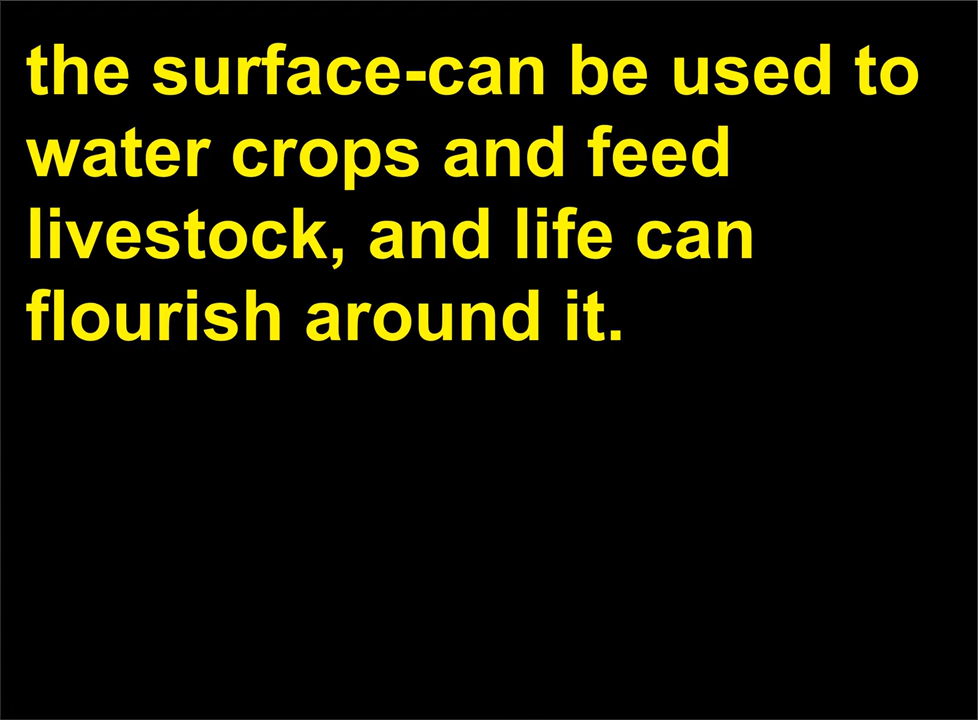 the surface-can be used to
water crops and feed
livestock, and life can
flourish around it.